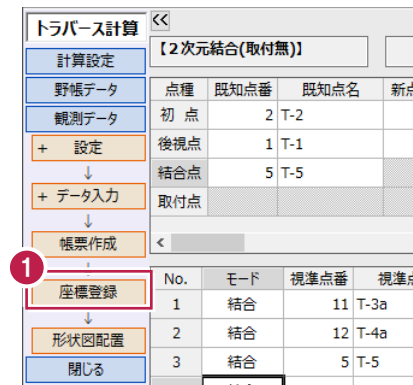 トラバース計算
計算設定
野帳データ
観測データ
+ 設定
↓
+ データ入力
↓
帳票作成
1
座標登録
↓
形状図配置
閉じる
<<
【2次元結合(取付無)】
点種 既知点番 既知点名 新点
初 点 2 T-2
後視点 1 T-1
結合点 5 T-5
取付点
<
No. モード 視準点番 視準点
1 結合 11 T-3a
2 結合 12 T-4a
3 結合 5 T-5